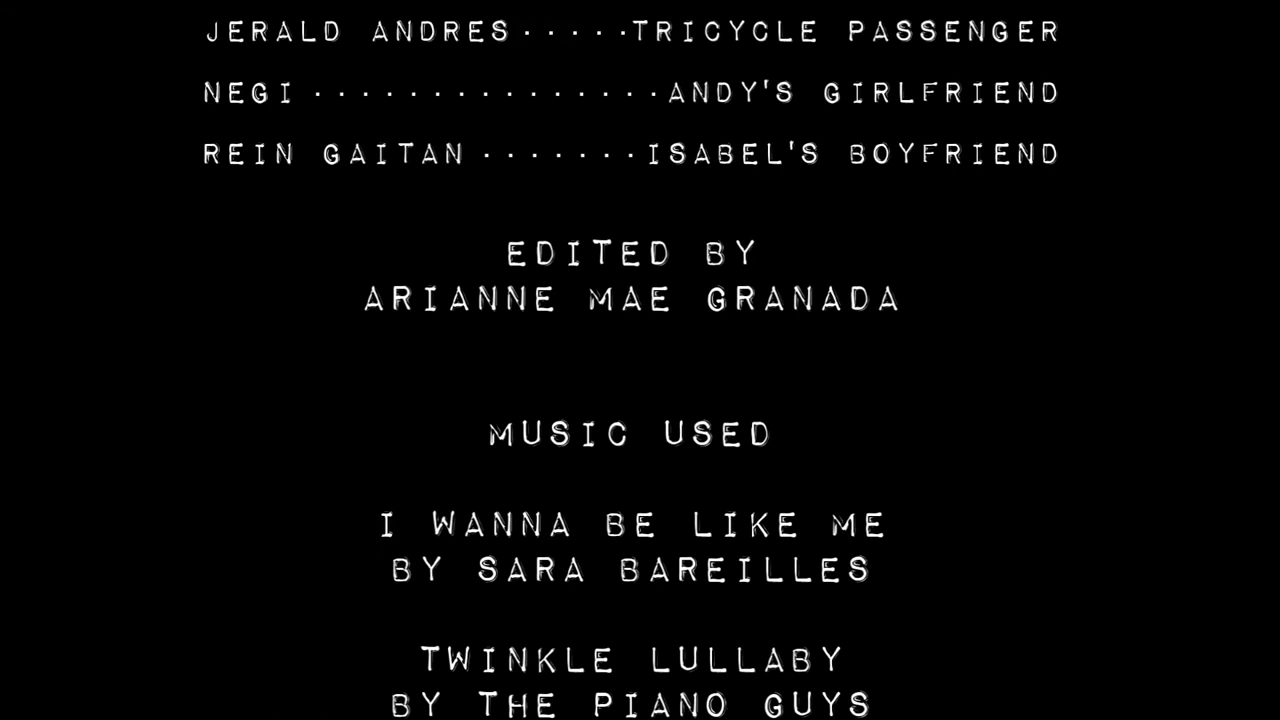 JERALD ANDRES·····TRICYCLE PASSENGER
NEGI ···············ANDY'S GIRLFRIEND
REIN GAITAN ·······ISABEL'S BOYFRIEND
EDITED BY
ARIANNE MAE GRANADA
MUSIC USED
I WANNA BE LIKE ME
BY SARA BAREILLES
TWINKLE LULLABY
BY THE PIANO GUYS